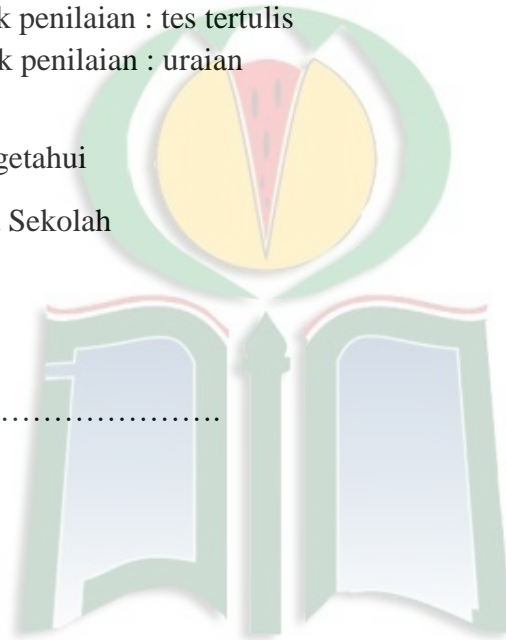 k penilaian : tes tertulis
k penilaian : uraian
getahui
Sekolah
……………………..